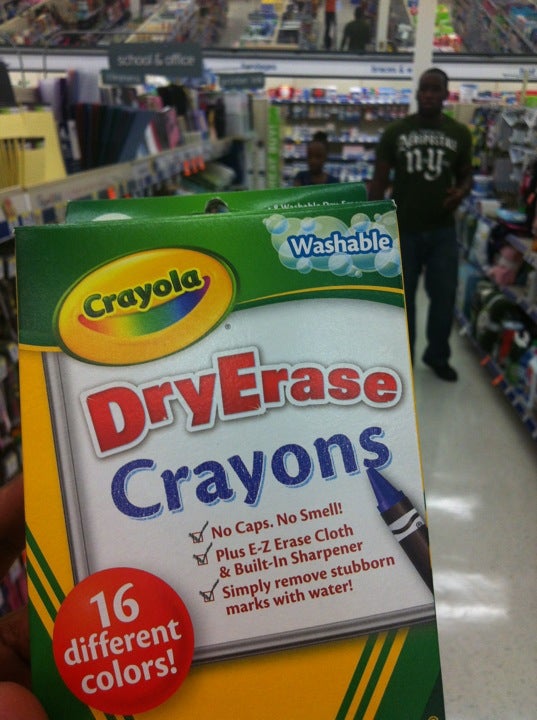 school & office
Washable
Crayola
DryErase
Crayons
No Caps. No Smell!
Plus E-Z Erase Cloth
& Built-In Sharpener
Simply remove stubborn
marks with water!
16
different
colors!
ny